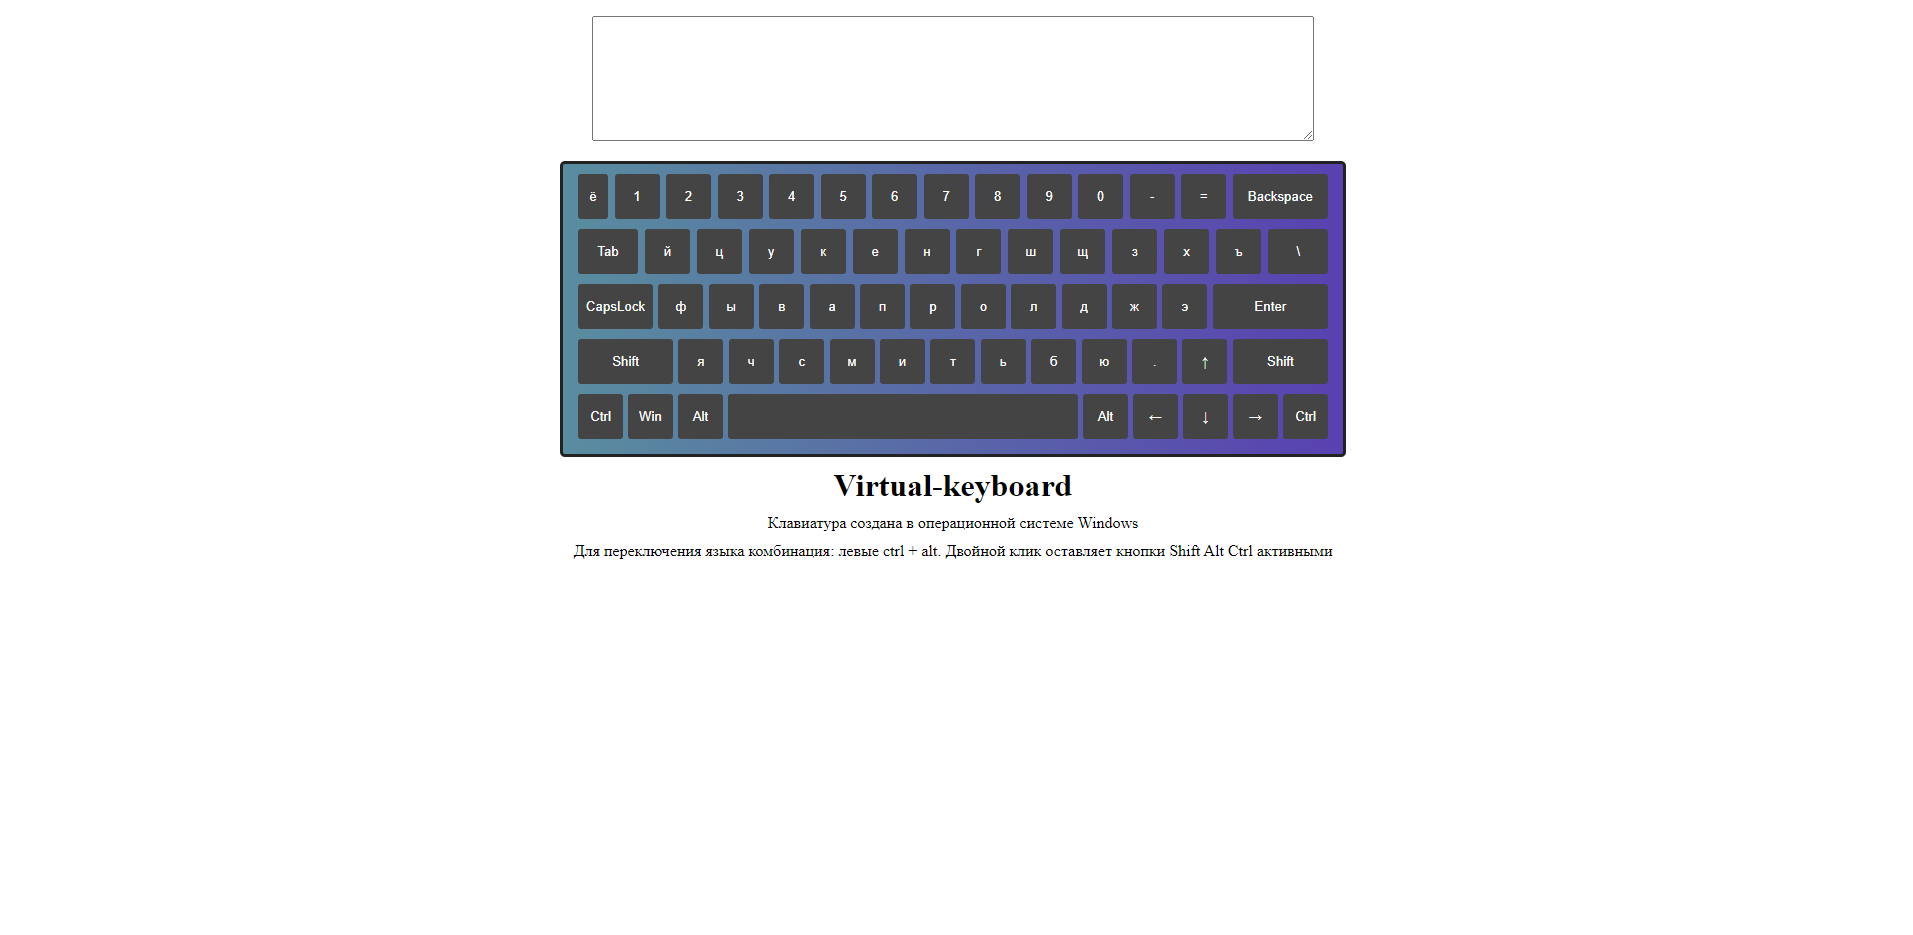 ё 1 2 3 4 5 6 7 8 9 0 - = Backspace
Tab й ц у к е н г ш щ з х ъ \
CapsLock ф ы в а п р о л д ж э Enter
Shift я ч с м и т ь б ю . ↑ Shift
Ctrl Win Alt Alt ← ↓ → Ctrl
Virtual-keyboard
Клавиатура создана в операционной системе Windows
Для переключения языка комбинация: левые ctrl + alt. Двойной клик оставляет кнопки Shift Alt Ctrl активными